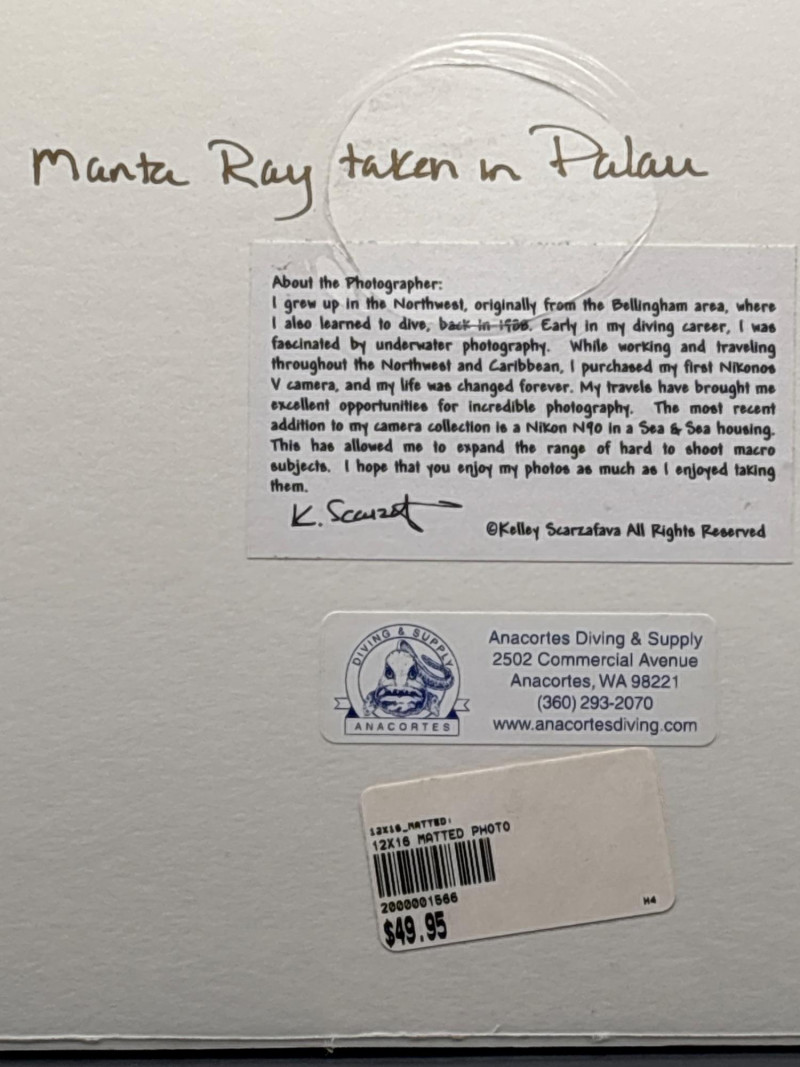 Manta Ray taken in Palau
About the Photographer:
I grew up in the Northwest, originally from the Bellingham area, where
I also learned to dive, back in 1988. Early in my diving career, I was
fascinated by underwater photography. While working and traveling
throughout the Northwest and Caribbean, I purchased my first Nikonos
V camera, and my life was changed forever. My travels have brought me
excellent opportunities for incredible photography. The most recent
addition to my camera collection is a Nikon N90 in a Sea & Sea housing.
This has allowed me to expand the range of hard to shoot macro
subjects. I hope that you enjoy my photos as much as I enjoyed taking
them.
K. Scarzaf
©Kelley Scarzafava All Rights Reserved
DIVING & SUPPLY
ANACORTES
Anacortes Diving & Supply
2502 Commercial Avenue
Anacortes, WA 98221
(360) 293-2070
www.anacortesdiving.com
12X16_MATTED:
12X16 MATTED PHOTO
2000001566
H4
$49.95